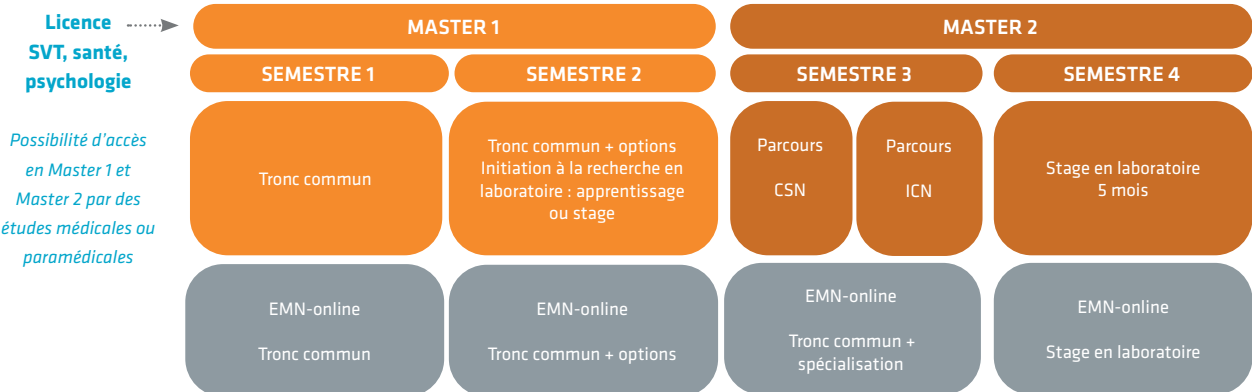 Licence
SVT, santé,
psychologie
Possibilité d'accès
en Master 1 et
Master 2 par des
études médicales ou
paramédicales
MASTER 1
MASTER 2
SEMESTRE 1
SEMESTRE 2
SEMESTRE 3
SEMESTRE 4
Tronc commun
Tronc commun + options
Initiation à la recherche en
laboratoire : apprentissage
ou stage
Parcours
CSN
Parcours
ICN
Stage en laboratoire
5 mois
EMN-online
Tronc commun
EMN-online
Tronc commun + options
EMN-online
Tronc commun +
spécialisation
EMN-online
Stage en laboratoire